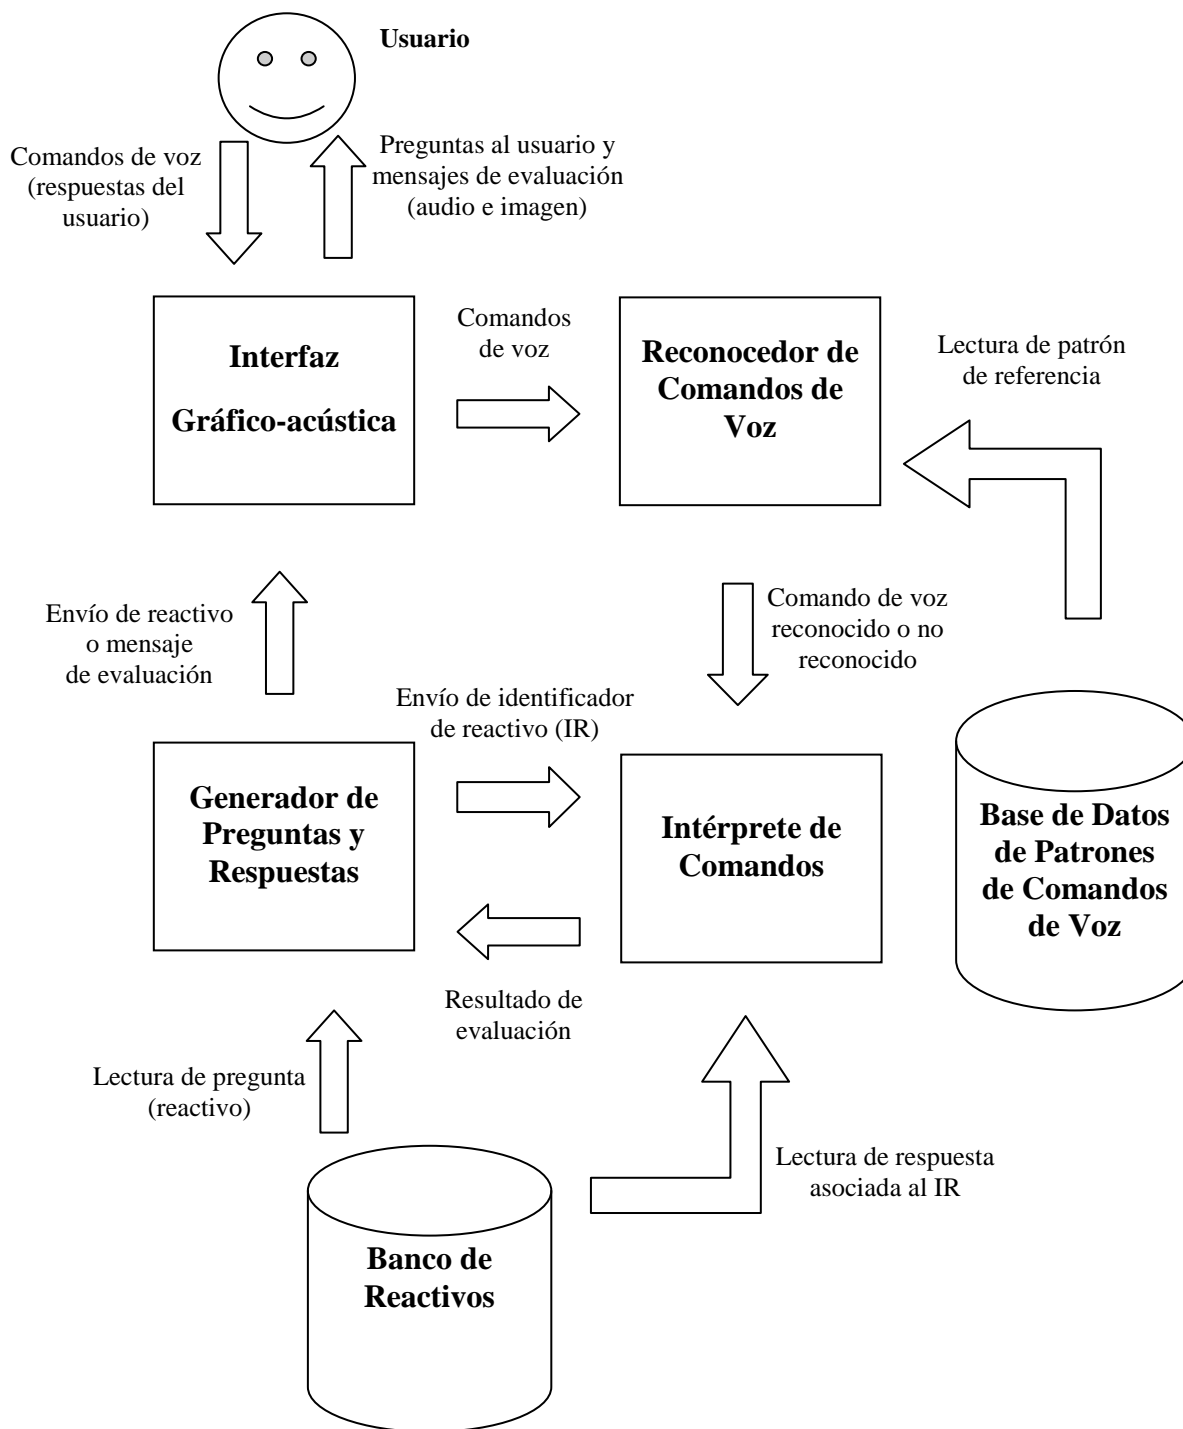 Usuario
Comandos de voz
(respuestas del
usuario)
Preguntas al usuario y
mensajes de evaluación
(audio e imagen)
Interfaz
Gráfico-acústica
Comandos
de voz
Reconocedor de
Comandos de
Voz
Lectura de patrón
de referencia
Envío de reactivo
o mensaje
de evaluación
Comando de voz
reconocido o no
reconocido
Envío de identificador
de reactivo (IR)
Generador de
Preguntas y
Respuestas
Intérprete de
Comandos
Base de Datos
de Patrones
de Comandos
de Voz
Resultado de
evaluación
Lectura de pregunta
(reactivo)
Lectura de respuesta
asociada al IR
Banco de
Reactivos